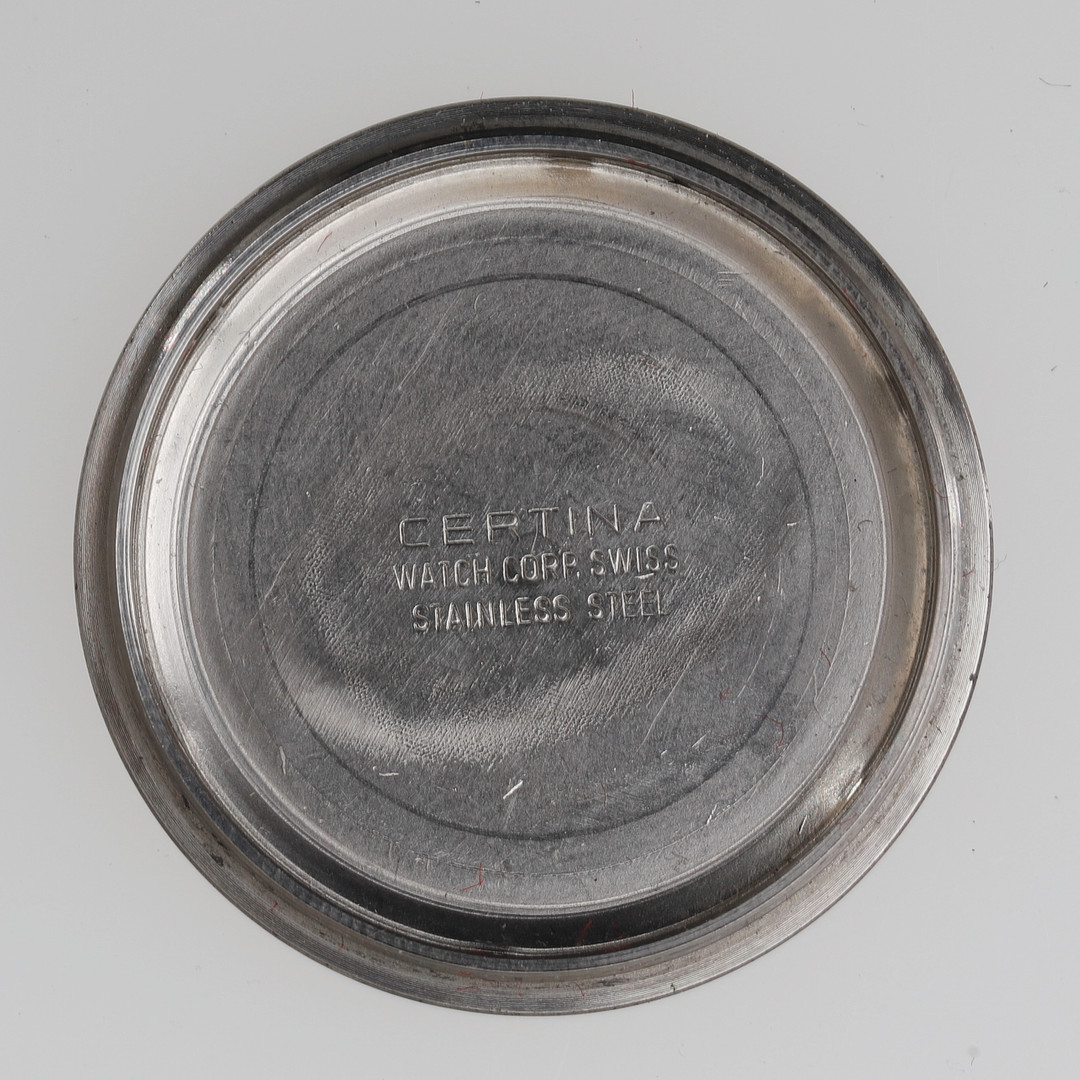 CERTINA
WATCH CORP. SWISS
STAINLESS STEEL